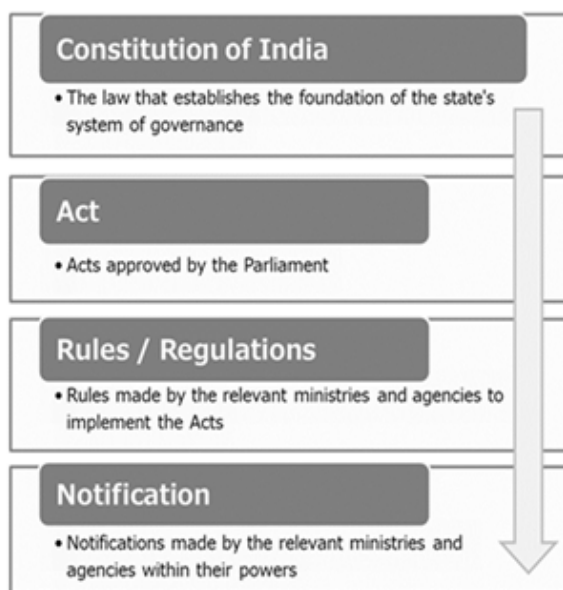 Constitution of India
• The law that establishes the foundation of the state's
system of governance
Act
• Acts approved by the Parliament
Rules / Regulations
• Rules made by the relevant ministries and agencies to
implement the Acts
Notification
• Notifications made by the relevant ministries and
agencies within their powers